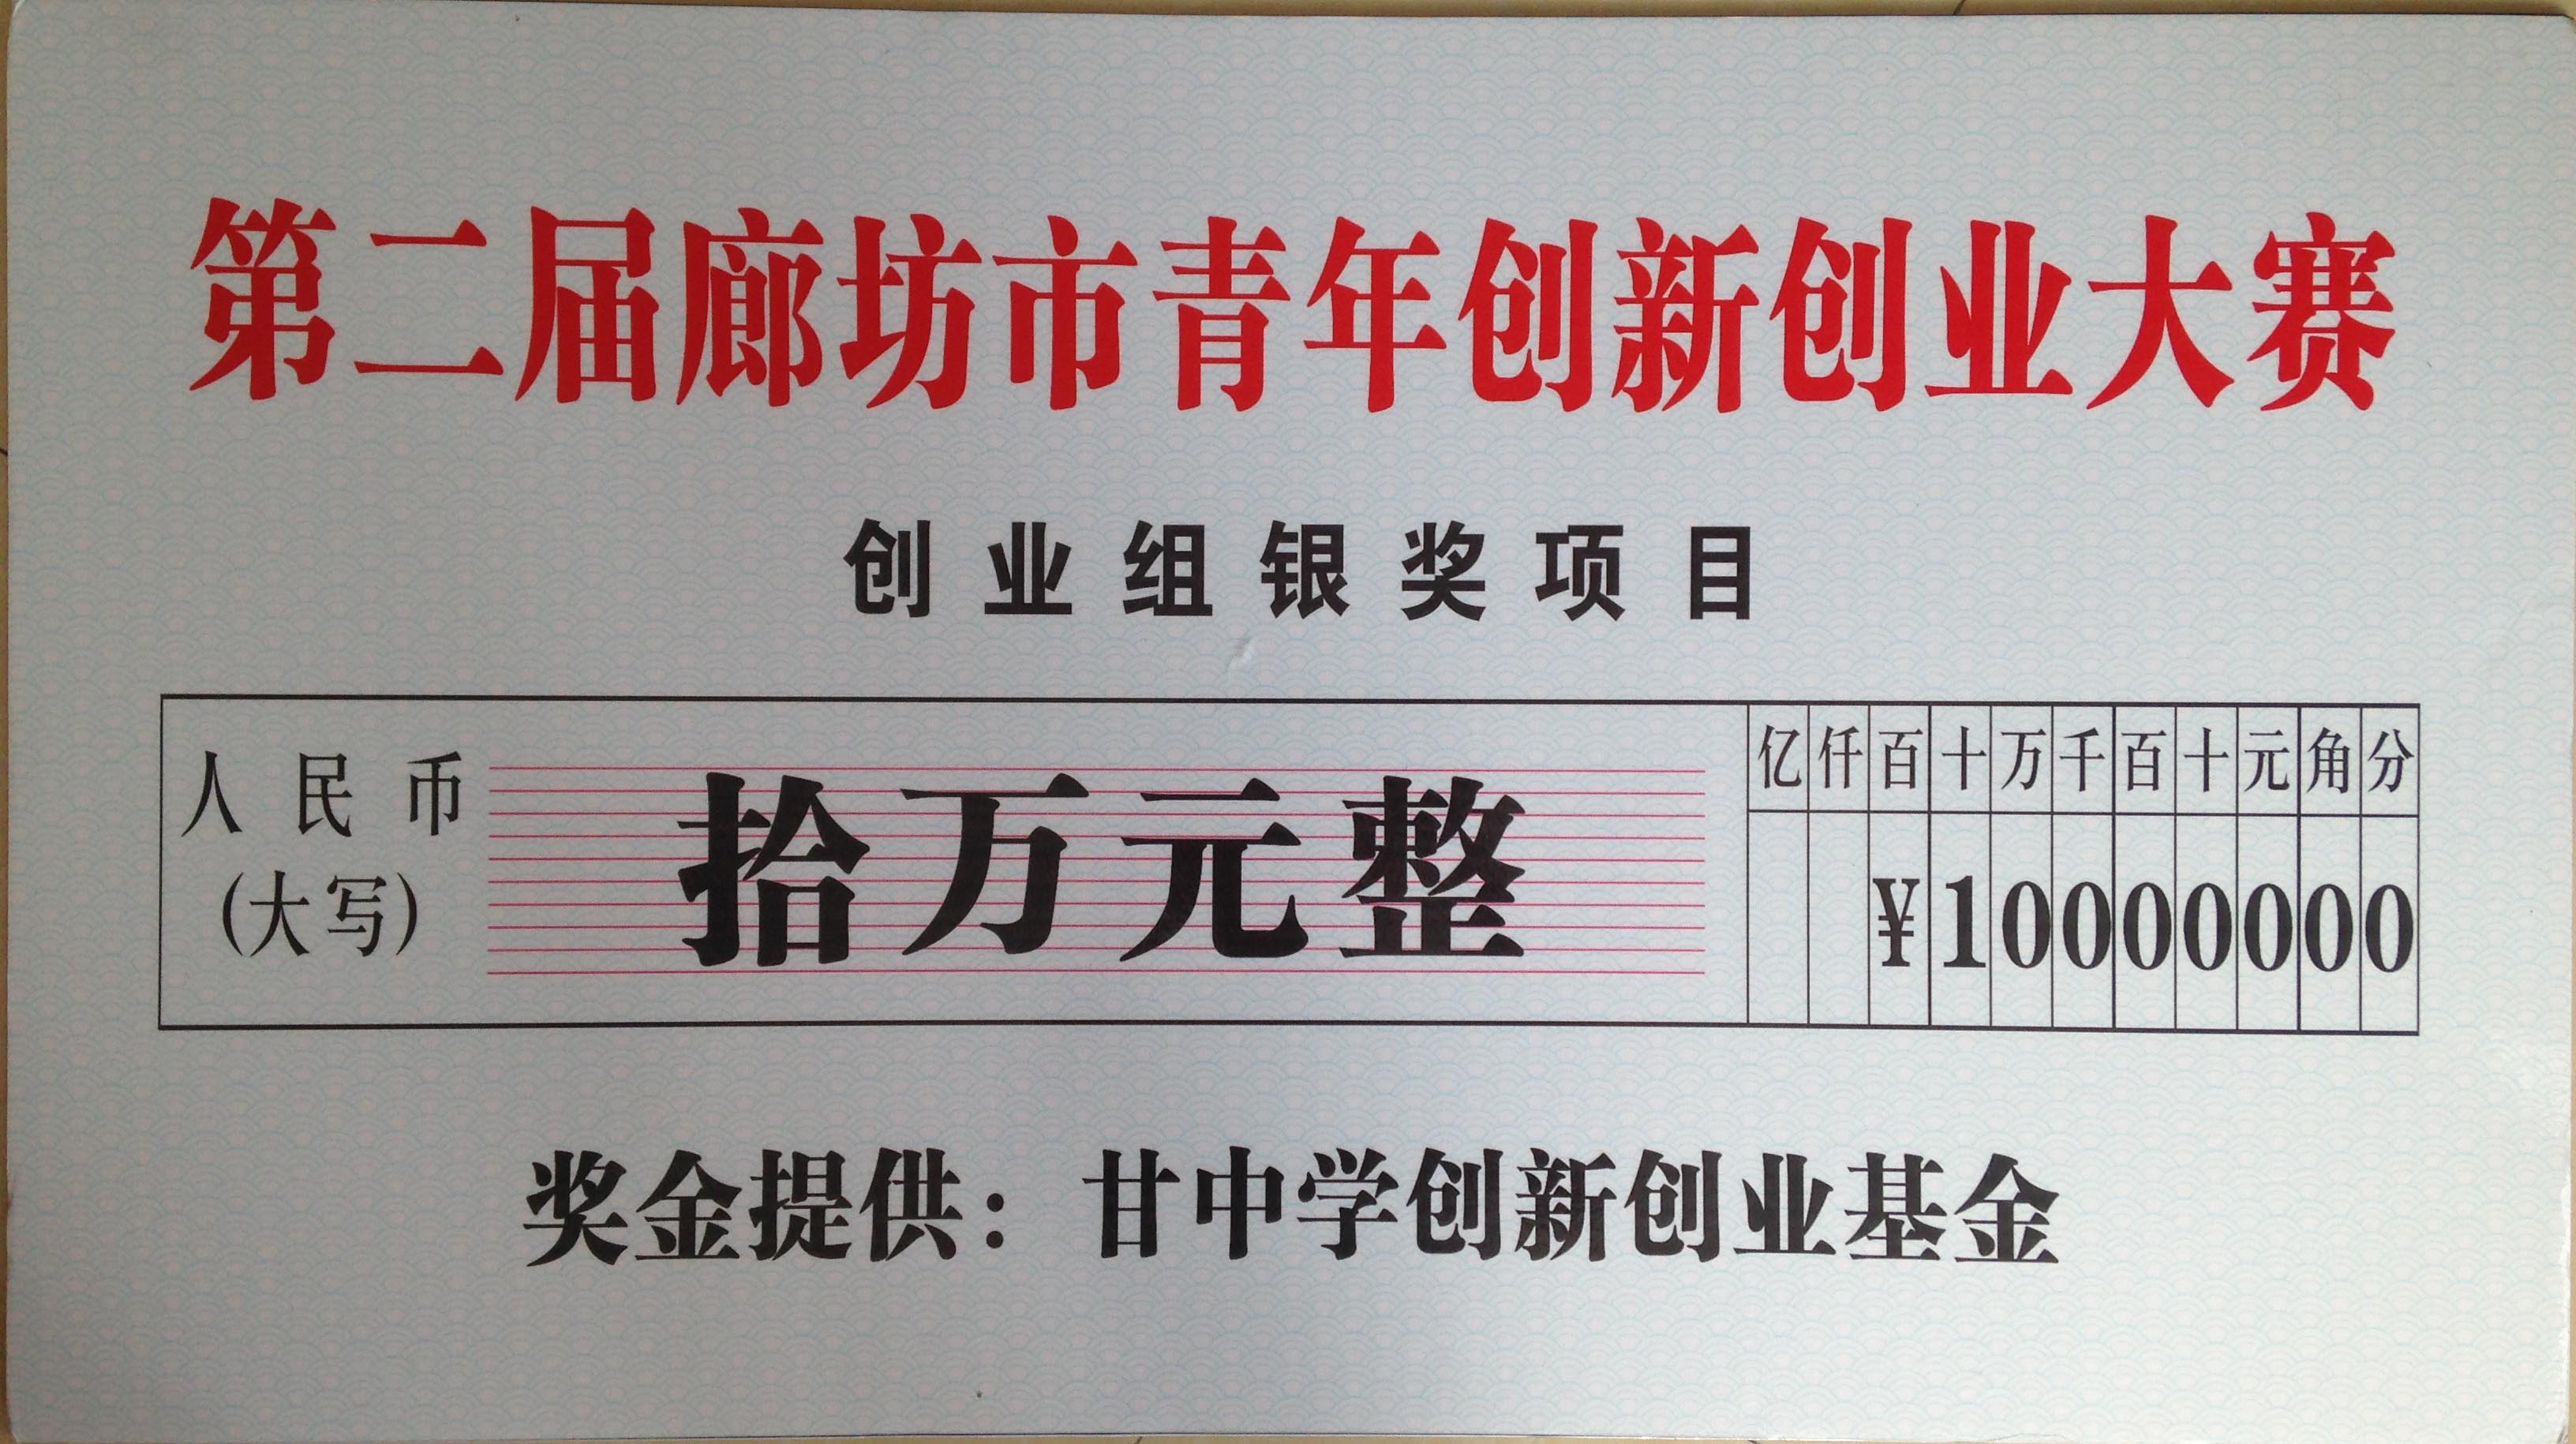 第二届廊坊市青年创新创业大赛
创业组银奖项目
人民币 拾万元整 亿仟百十万千百十元角分
(大写) ¥10000000
奖金提供：甘中学创新创业基金